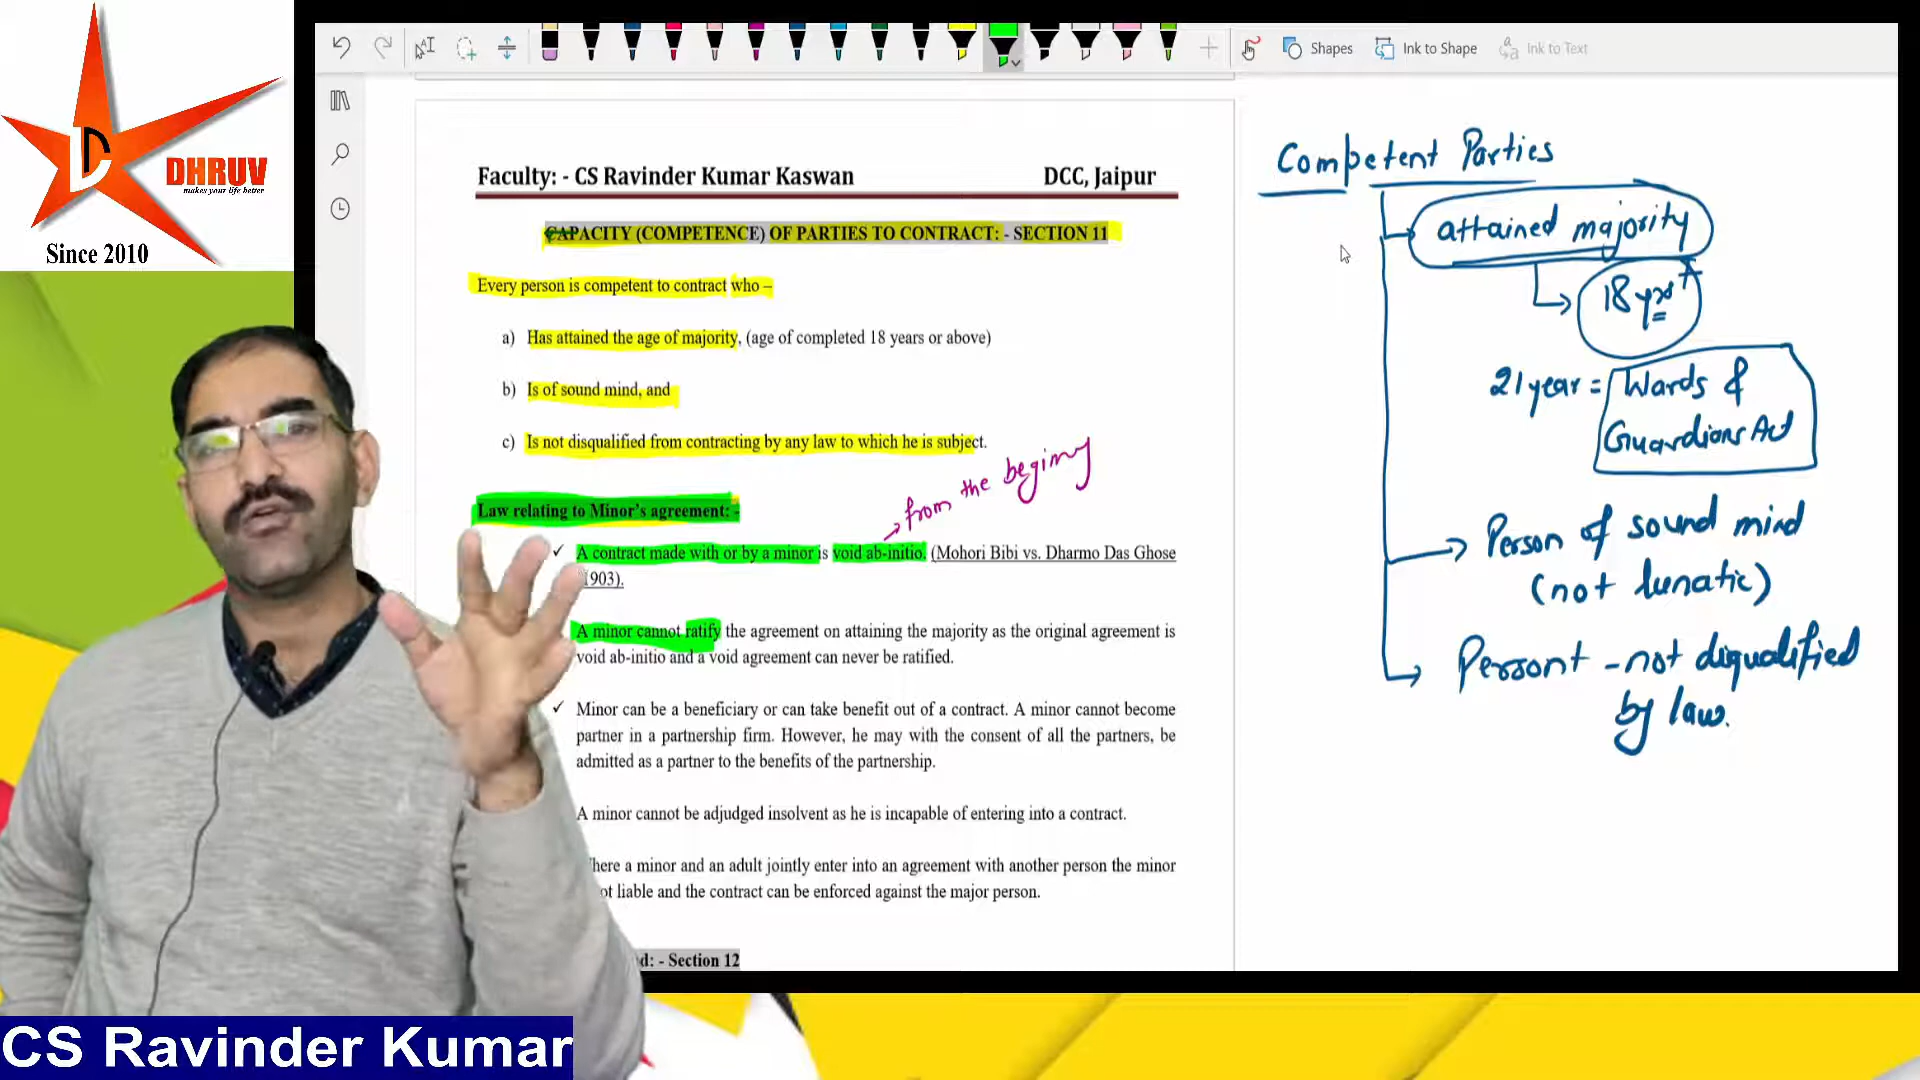 DC
DHRUV
makes your life better
Since 2010
Shapes
Ink to Shape
Ink to Text
Faculty: - CS Ravinder Kumar Kaswan DCC, Jaipur
CAPACITY (COMPETENCE) OF PARTIES TO CONTRACT: - SECTION 11
Every person is competent to contract who –
a) Has attained the age of majority, (age of completed 18 years or above)
b) Is of sound mind, and
c) Is not disqualified from contracting by any law to which he is subject.
from the begining
Law relating to Minor's agreement: -
✓ A contract made with or by a minor is void ab-initio. (Mohori Bibi vs. Dharmo Das Ghose
1903).
A minor cannot ratify the agreement on attaining the majority as the original agreement is
void ab-initio and a void agreement can never be ratified.
✓ Minor can be a beneficiary or can take benefit out of a contract. A minor cannot become
partner in a partnership firm. However, he may with the consent of all the partners, be
admitted as a partner to the benefits of the partnership.
A minor cannot be adjudged insolvent as he is incapable of entering into a contract.
here a minor and an adult jointly enter into an agreement with another person the minor
ot liable and the contract can be enforced against the major person.
d: - Section 12
Competent Parties
attained majority
18 yrs +
21 year = Wards &
Guardians Act
Person of sound mind
(not lunatic)
Persont - not disqualified
by law.
CS Ravinder Kumar